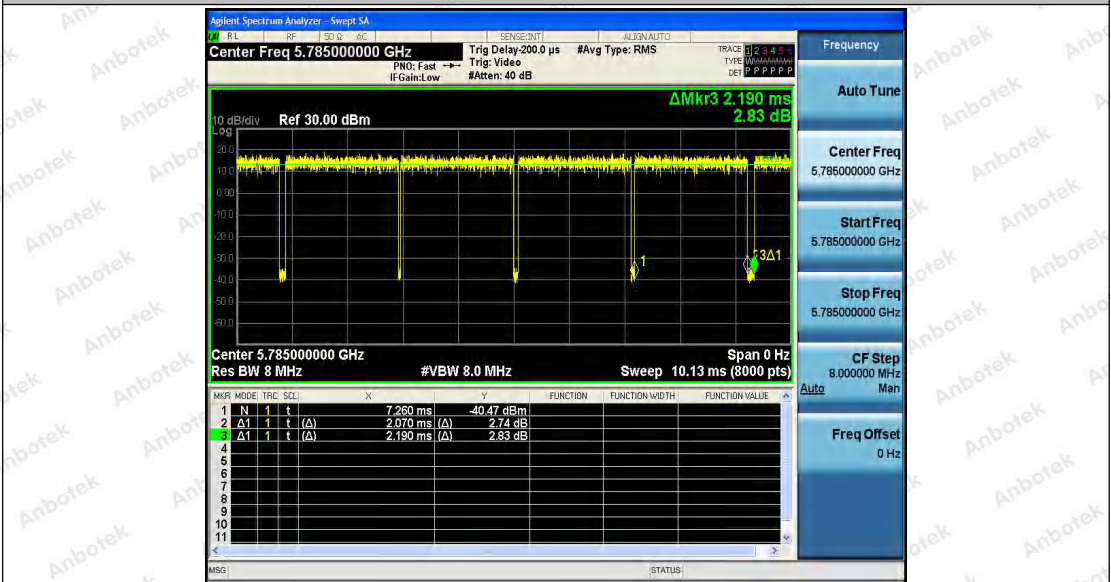 Agilent Spectrum Analyzer - Swept SA
RL RF 50 Ω AC SENSE:INT ALIGN AUTO
Center Freq 5.785000000 GHz
PNO: Fast
IFGain:Low
Trig Delay-200.0 µs
Trig: Video
#Atten: 40 dB
#Avg Type: RMS
TRACE 1 2 3 4 5 6
TYPE
DET P P P P P P
Frequency
Auto Tune
Center Freq
5.785000000 GHz
Start Freq
5.785000000 GHz
Stop Freq
5.785000000 GHz
CF Step
8.000000 MHz
Auto Man
Freq Offset
0 Hz
ΔMkr3 2.190 ms
2.83 dB
10 dB/div Ref 30.00 dBm
Log
20.0
10.0
0.00
-10.0
-20.0
-30.0
-40.0
-50.0
-60.0
1
3Δ1
Center 5.785000000 GHz Span 0 Hz
Res BW 8 MHz #VBW 8.0 MHz Sweep 10.13 ms (8000 pts)
MKR MODE TRC SCL X Y FUNCTION FUNCTION WIDTH FUNCTION VALUE
1 N 1 t 7.260 ms -40.47 dBm
2 Δ1 1 t (Δ) 2.070 ms (Δ) 2.74 dB
3 Δ1 1 t (Δ) 2.190 ms (Δ) 2.83 dB
4
5
6
7
8
9
10
11
MSG STATUS
Anbotek